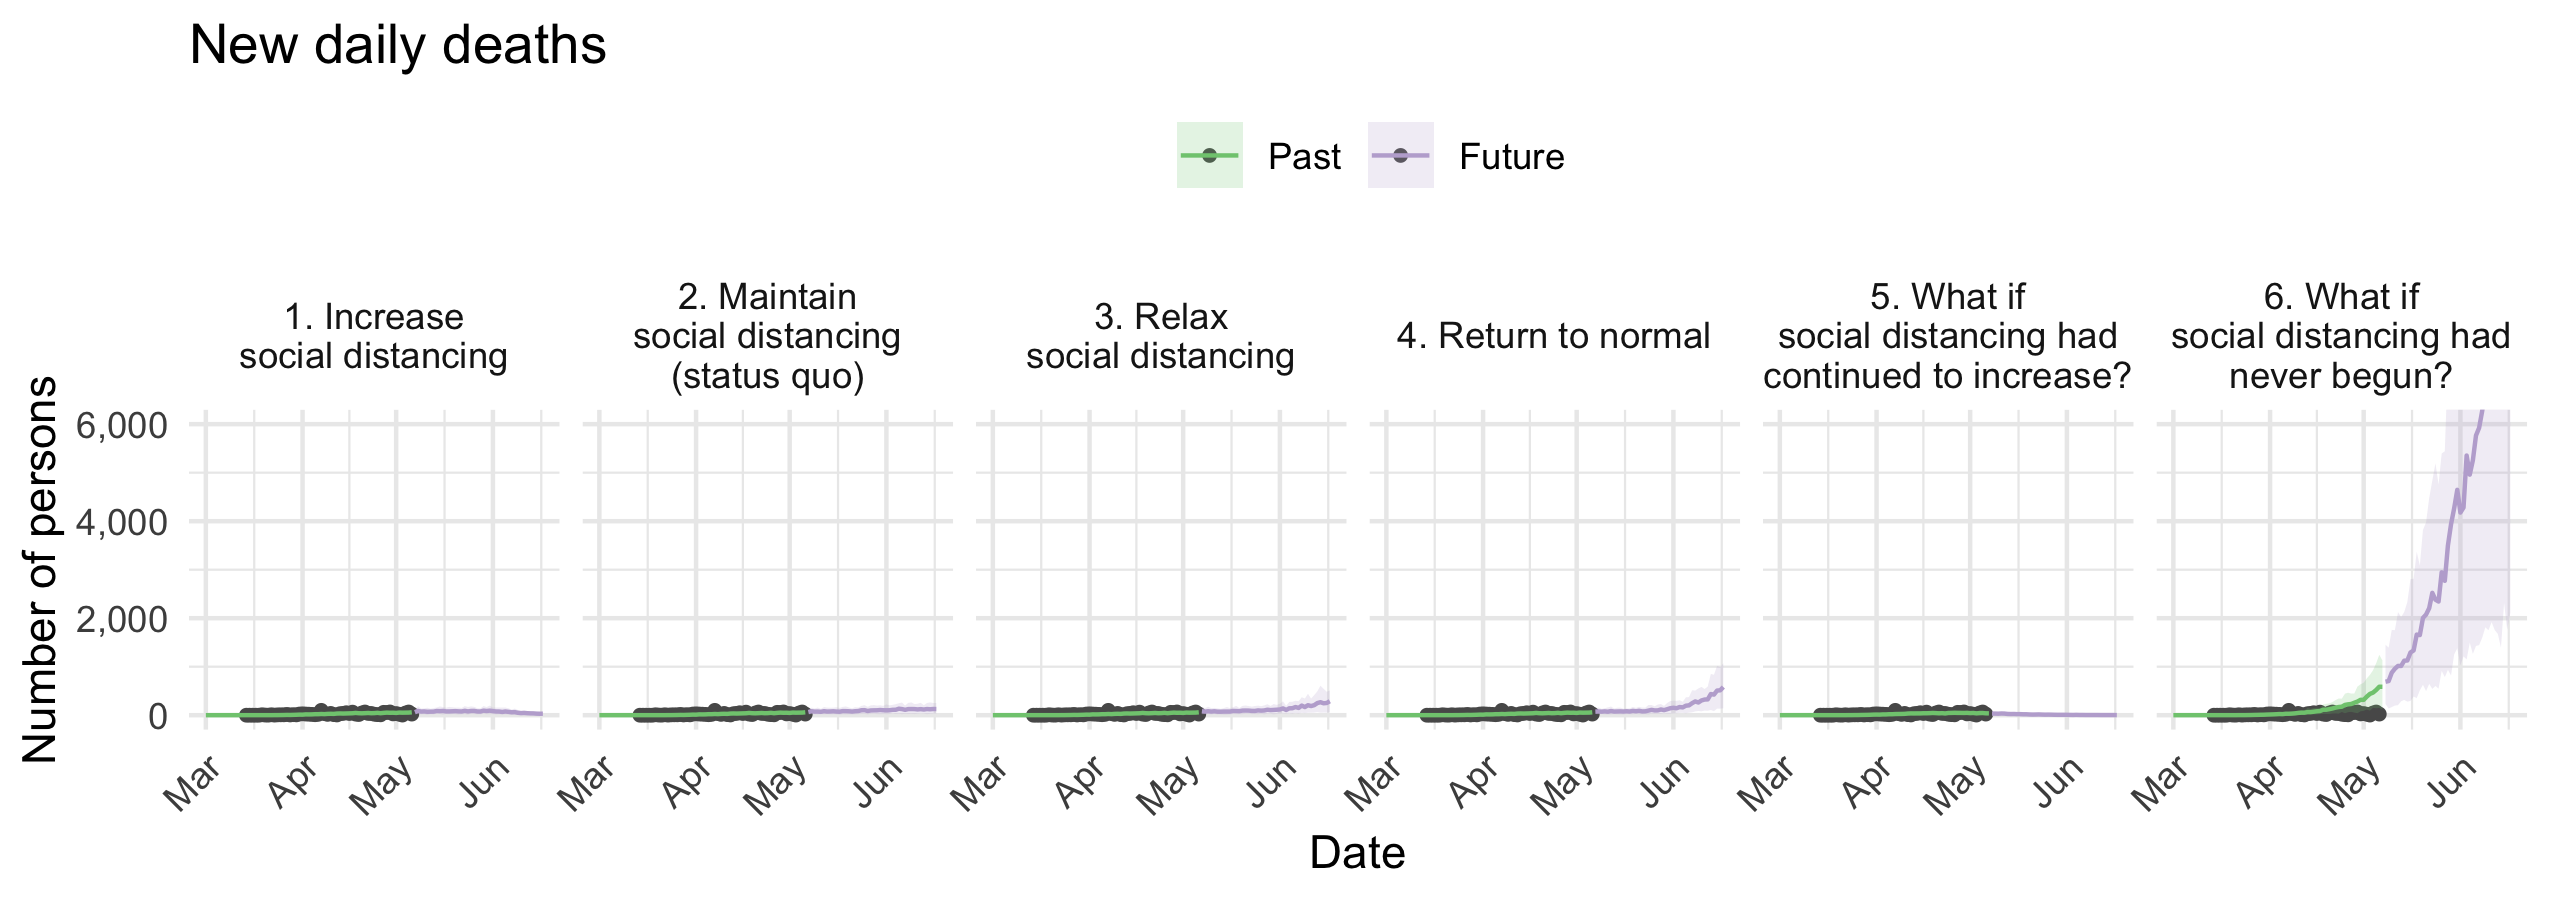 New daily deaths
Past
Future
1. Increase
social distancing
2. Maintain
social distancing
(status quo)
3. Relax
social distancing
4. Return to normal
5. What if
social distancing had
continued to increase?
6. What if
social distancing had
never begun?
Number of persons
6,000
4,000
2,000
0
Mar Apr May Jun
Mar Apr May Jun
Mar Apr May Jun
Mar Apr May Jun
Mar Apr May Jun
Mar Apr May Jun
Date